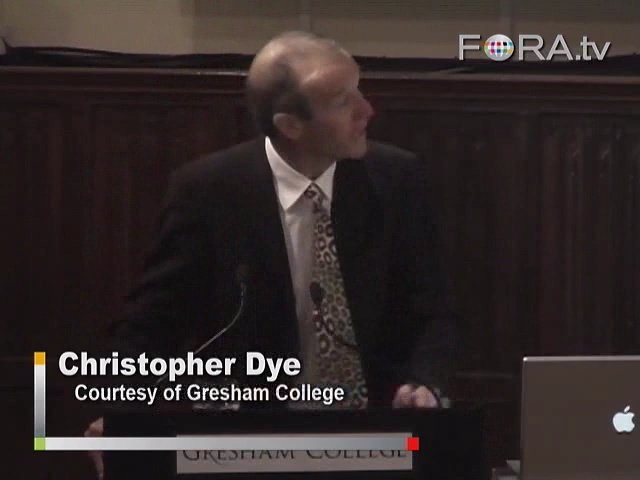 FORA.tv
Christopher Dye
Courtesy of Gresham College
GRESHAM COLLEGE